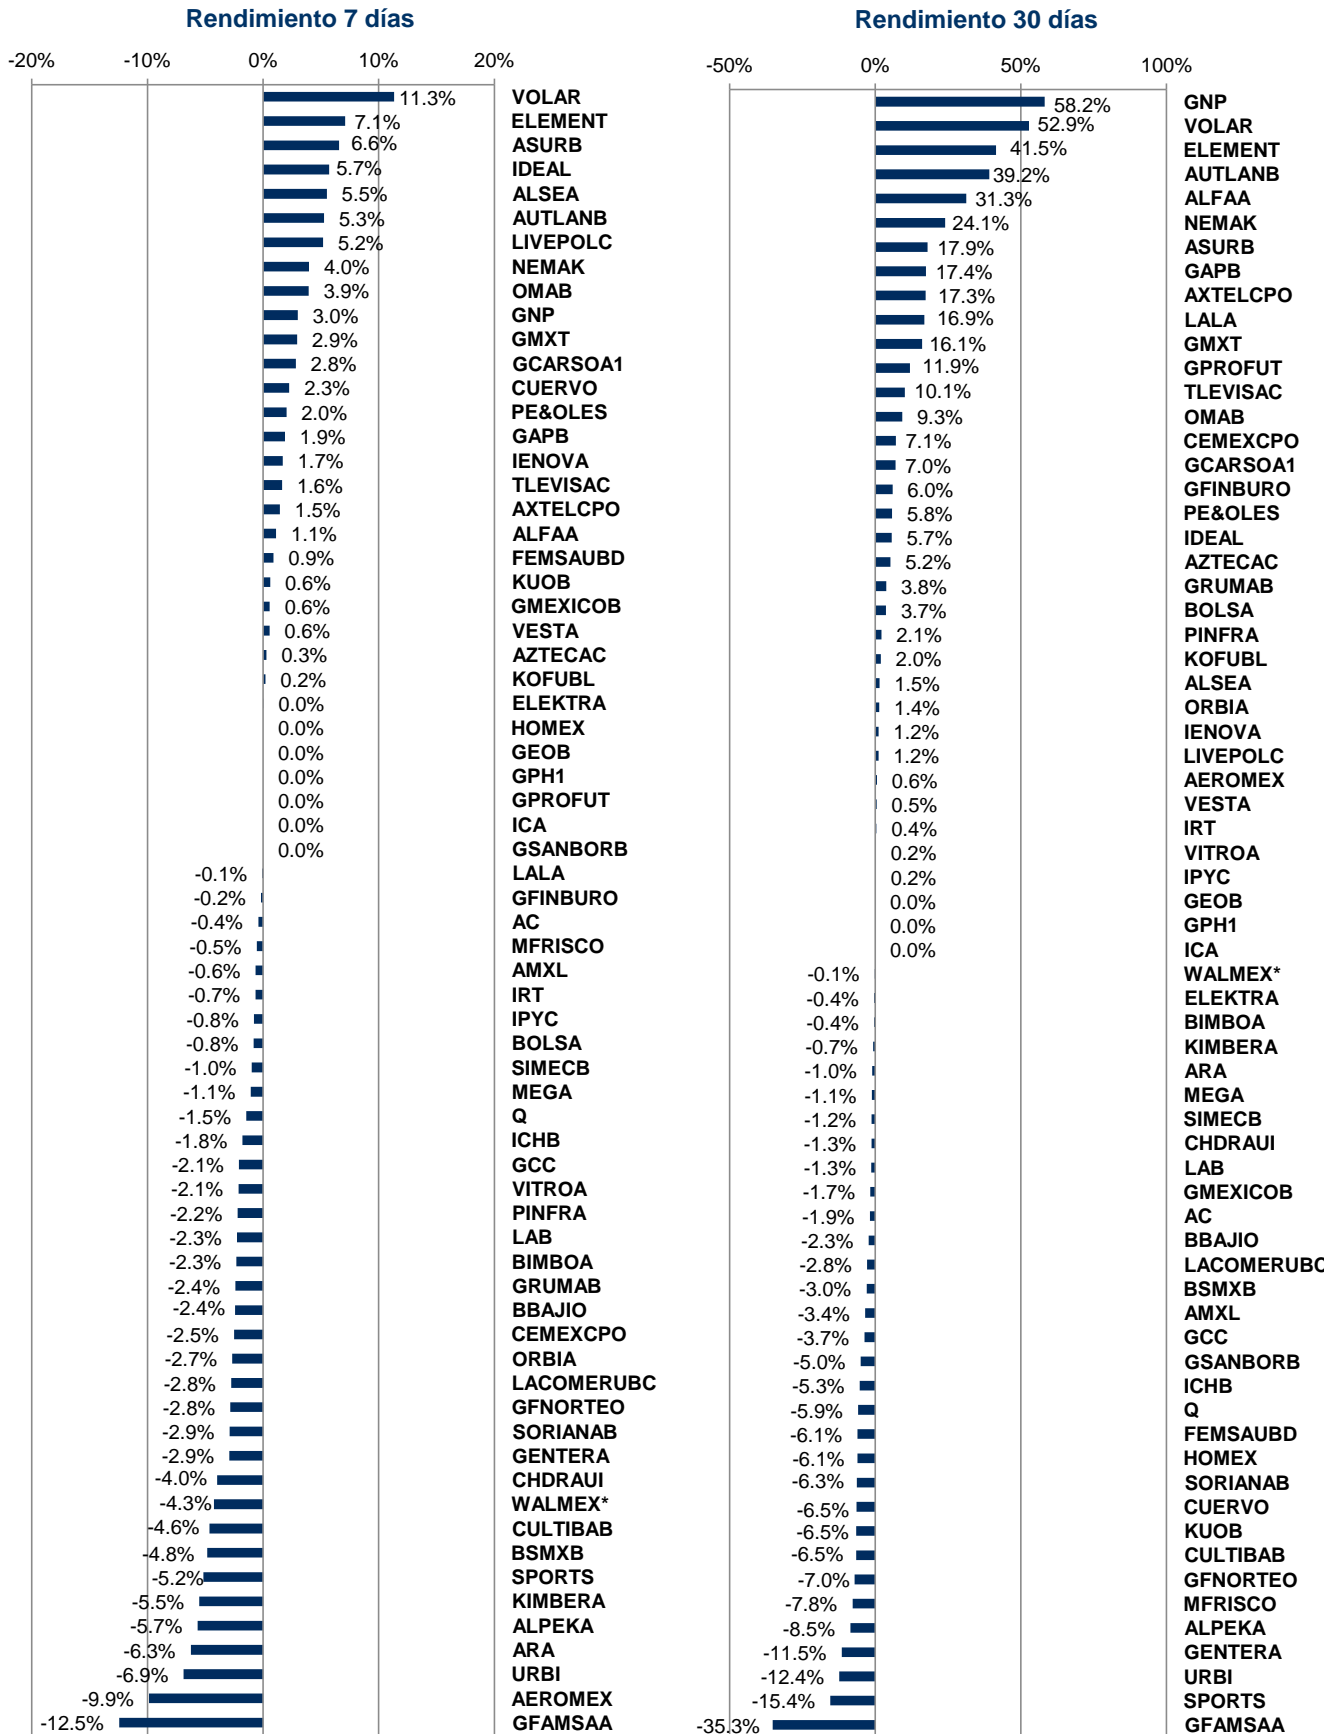 Rendimiento 7 días
-20% -10% 0% 10% 20%
11.3% VOLAR
7.1% ELEMENT
6.6% ASURB
5.7% IDEAL
5.5% ALSEA
5.3% AUTLANB
5.2% LIVEPOLC
4.0% NEMAK
3.9% OMAB
3.0% GNP
2.9% GMXT
2.8% GCARSOA1
2.3% CUERVO
2.0% PE&OLES
1.9% GAPB
1.7% IENOVA
1.6% TLEVISAC
1.5% AXTELCPO
1.1% ALFAA
0.9% FEMSAUBD
0.6% KUOB
0.6% GMEXICOB
0.6% VESTA
0.3% AZTECAC
0.2% KOFUBL
0.0% ELEKTRA
0.0% HOMEX
0.0% GEOB
0.0% GPH1
0.0% GPROFUT
0.0% ICA
0.0% GSANBORB
-0.1% LALA
-0.2% GFINBURO
-0.4% AC
-0.5% MFRISCO
-0.6% AMXL
-0.7% IRT
-0.8% IPYC
-0.8% BOLSA
-1.0% SIMECB
-1.1% MEGA
-1.5% Q
-1.8% ICHB
-2.1% GCC
-2.1% VITROA
-2.2% PINFRA
-2.3% LAB
-2.3% BIMBOA
-2.4% GRUMAB
-2.4% BBAJIO
-2.5% CEMEXCPO
-2.7% ORBIA
-2.8% LACOMERUBC
-2.8% GFNORTEO
-2.9% SORIANAB
-2.9% GENTERA
-4.0% CHDRAUI
-4.3% WALMEX*
-4.6% CULTIBAB
-4.8% BSMXB
-5.2% SPORTS
-5.5% KIMBERA
-5.7% ALPEKA
-6.3% ARA
-6.9% URBI
-9.9% AEROMEX
-12.5% GFAMSAA
Rendimiento 30 días
-50% 0% 50% 100%
58.2% GNP
52.9% VOLAR
41.5% ELEMENT
39.2% AUTLANB
31.3% ALFAA
24.1% NEMAK
17.9% ASURB
17.4% GAPB
17.3% AXTELCPO
16.9% LALA
16.1% GMXT
11.9% GPROFUT
10.1% TLEVISAC
9.3% OMAB
7.1% CEMEXCPO
7.0% GCARSOA1
6.0% GFINBURO
5.8% PE&OLES
5.7% IDEAL
5.2% AZTECAC
3.8% GRUMAB
3.7% BOLSA
2.1% PINFRA
2.0% KOFUBL
1.5% ALSEA
1.4% ORBIA
1.2% IENOVA
1.2% LIVEPOLC
0.6% AEROMEX
0.5% VESTA
0.4% IRT
0.2% VITROA
0.2% IPYC
0.0% GEOB
0.0% GPH1
0.0% ICA
-0.1% WALMEX*
-0.4% ELEKTRA
-0.4% BIMBOA
-0.7% KIMBERA
-1.0% ARA
-1.1% MEGA
-1.2% SIMECB
-1.3% CHDRAUI
-1.3% LAB
-1.7% GMEXICOB
-1.9% AC
-2.3% BBAJIO
-2.8% LACOMERUBC
-3.0% BSMXB
-3.4% AMXL
-3.7% GCC
-5.0% GSANBORB
-5.3% ICHB
-5.9% Q
-6.1% FEMSAUBD
-6.1% HOMEX
-6.3% SORIANAB
-6.5% CUERVO
-6.5% KUOB
-6.5% CULTIBAB
-7.0% GFNORTEO
-7.8% MFRISCO
-8.5% ALPEKA
-11.5% GENTERA
-12.4% URBI
-15.4% SPORTS
-35.3% GFAMSAA